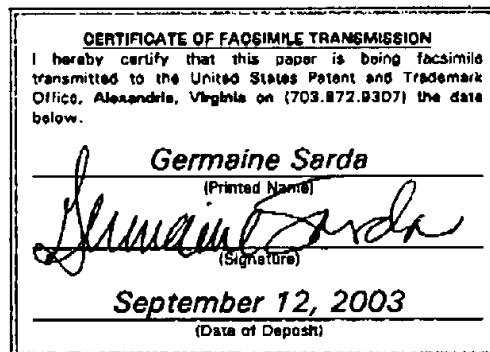 CERTIFICATE OF FACSIMILE TRANSMISSION
I hereby certify that this paper is being facsimile
transmitted to the United States Patent and Trademark
Office, Alexandria, Virginia on (703.872.9307) the date
below.
Germaine Sarda
(Printed Name)
Germaine Sarda
(Signature)
September 12, 2003
(Date of Deposit)